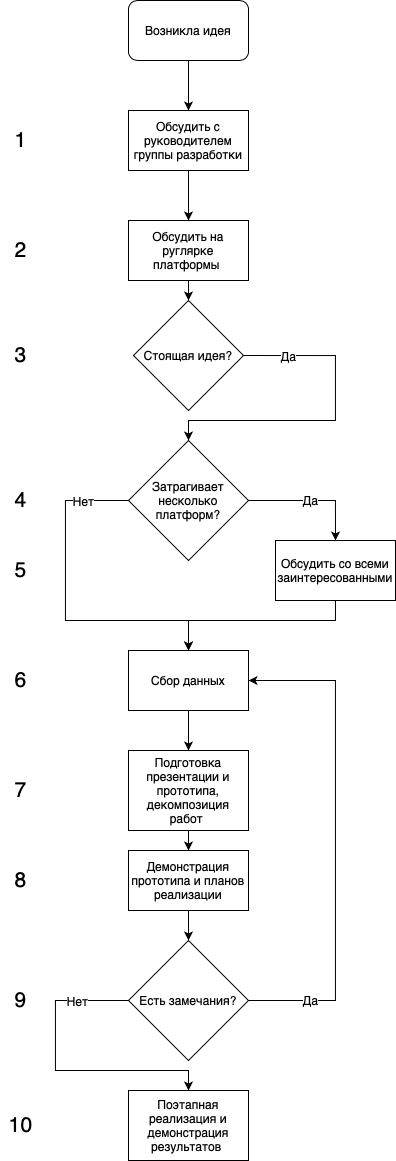 Возникла идея
1
Обсудить с
руководителем
группы разработки
2
Обсудить на
руглярке
платформы
3
Стоящая идея?
Да
4
Затрагивает
несколько
платформ?
Нет
Да
5
Обсудить со всеми
заинтересованными
6
Сбор данных
7
Подготовка
презентации и
прототипа,
декомпозиция
работ
8
Демонстрация
прототипа и планов
реализации
9
Есть замечания?
Нет
Да
10
Поэтапная
реализация и
демонстрация
результатов